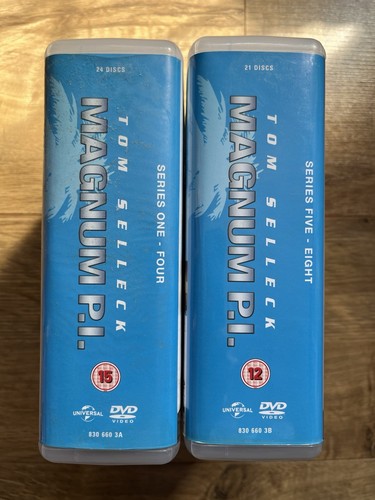 24 DISCS
TOM SELLECK
MAGNUM P.I.
SERIES ONE - FOUR
15
UNIVERSAL
DVD
VIDEO
830 660 3A
21 DISCS
TOM SELLECK
MAGNUM P.I.
SERIES FIVE - EIGHT
12
UNIVERSAL
DVD
VIDEO
830 660 3B